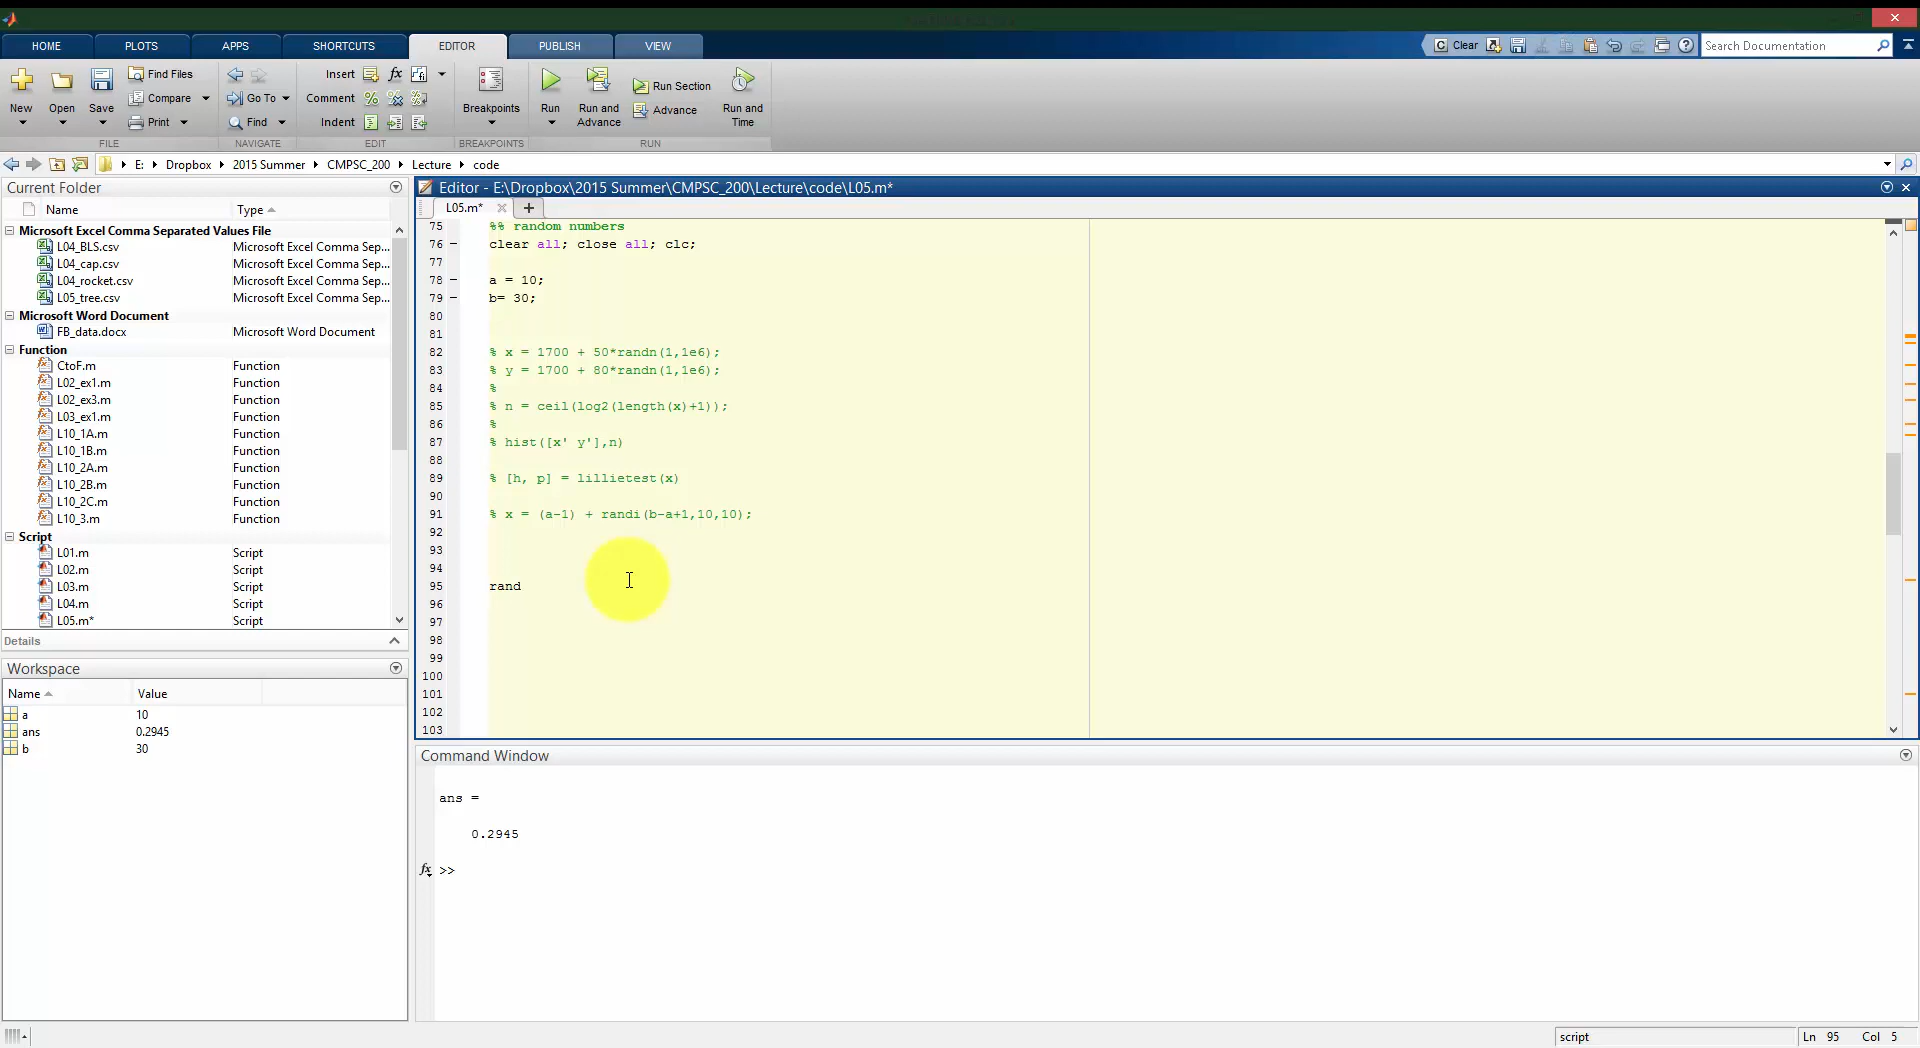 HOME PLOTS APPS SHORTCUTS EDITOR PUBLISH VIEW Clear Search Documentation
New Open Save Find Files Compare Print
Insert fx Comment % Indent
Go To Find
Breakpoints
Run Run and Advance Run Section Advance Run and Time
FILE NAVIGATE EDIT BREAKPOINTS RUN
E: Dropbox 2015 Summer CMPSC_200 Lecture code
Current Folder
Name Type
Microsoft Excel Comma Separated Values File
L04_BLS.csv Microsoft Excel Comma Sep...
L04_cap.csv Microsoft Excel Comma Sep...
L04_rocket.csv Microsoft Excel Comma Sep...
L05_tree.csv Microsoft Excel Comma Sep...
Microsoft Word Document
FB_data.docx Microsoft Word Document
Function
CtoF.m Function
L02_ex1.m Function
L02_ex3.m Function
L03_ex1.m Function
L10_1A.m Function
L10_1B.m Function
L10_2A.m Function
L10_2B.m Function
L10_2C.m Function
L10_3.m Function
Script
L01.m Script
L02.m Script
L03.m Script
L04.m Script
L05.m* Script
Details
Workspace
Name Value
a 10
ans 0.2945
b 30
Editor - E:\Dropbox\2015 Summer\CMPSC_200\Lecture\code\L05.m*
L05.m*
75 %% random numbers
76 – clear all; close all; clc;
77
78 – a = 10;
79 – b= 30;
80
81
82 % x = 1700 + 50*randn(1,1e6);
83 % y = 1700 + 80*randn(1,1e6);
84 %
85 % n = ceil(log2(length(x)+1));
86 %
87 % hist([x' y'],n)
88
89 % [h, p] = lillietest(x)
90
91 % x = (a-1) + randi(b-a+1,10,10);
92
93
94
95 rand
96
97
98
99
100
101
102
103
Command Window
ans =
0.2945
fx >>
script Ln 95 Col 5